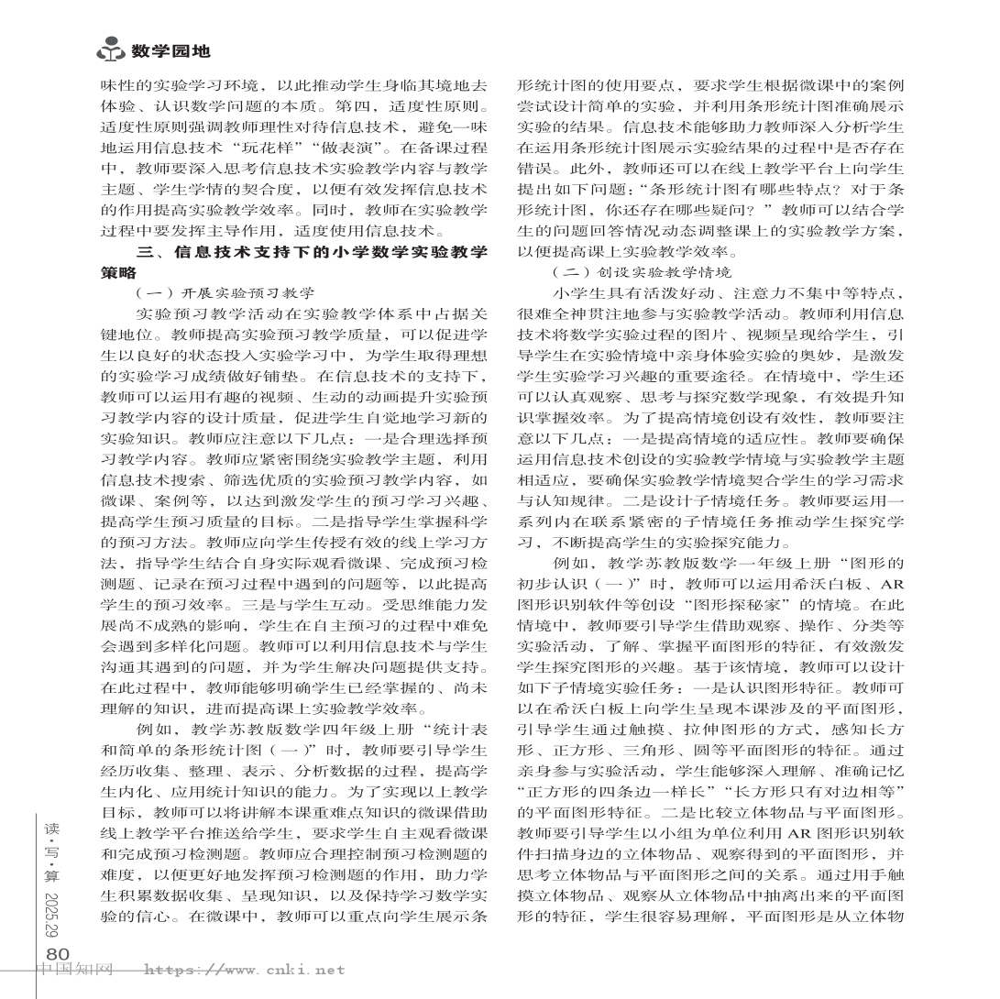 数学园地
味性的实验学习环境，以此推动学生身临其境地去
体验、认识数学问题的本质。第四，适度性原则。
适度性原则强调教师理性对待信息技术，避免一味
地运用信息技术“玩花样”“做表演”。在备课过程
中，教师要深入思考信息技术实验教学内容与教学
主题、学生学情的契合度，以便有效发挥信息技术
的作用提高实验教学效率。同时，教师在实验教学
过程中要发挥主导作用，适度使用信息技术。
三、信息技术支持下的小学数学实验教学
策略
（一）开展实验预习教学
实验预习教学活动在实验教学体系中占据关
键地位。教师提高实验预习教学质量，可以促进学
生以良好的状态投入实验学习中，为学生取得理想
的实验学习成绩做好铺垫。在信息技术的支持下，
教师可以运用有趣的视频、生动的动画提升实验预
习教学内容的设计质量，促进学生自觉地学习新的
实验知识。教师应注意以下几点：一是合理选择预
习教学内容。教师应紧密围绕实验教学主题，利用
信息技术搜索、筛选优质的实验预习教学内容，如
微课、案例等，以达到激发学生的预习学习兴趣、
提高学生预习质量的目标。二是指导学生掌握科学
的预习方法。教师应向学生传授有效的线上学习方
法，指导学生结合自身实际观看微课、完成预习检
测题、记录在预习过程中遇到的问题等，以此提高
学生的预习效率。三是与学生互动。受思维能力发
展尚不成熟的影响，学生在自主预习的过程中难免
会遇到多样化问题。教师可以利用信息技术与学生
沟通其遇到的问题，并为学生解决问题提供支持。
在此过程中，教师能够明确学生已经掌握的、尚未
理解的知识，进而提高课上实验教学效率。
例如，教学苏教版数学四年级上册“统计表
和简单的条形统计图（一）”时，教师要引导学生
经历收集、整理、表示、分析数据的过程，提高学
生内化、应用统计知识的能力。为了实现以上教学
目标，教师可以将讲解本课重难点知识的微课借助
线上教学平台推送给学生，要求学生自主观看微课
和完成预习检测题。教师应合理控制预习检测题的
难度，以便更好地发挥预习检测题的作用，助力学
生积累数据收集、呈现知识，以及保持学习数学实
验的信心。在微课中，教师可以重点向学生展示条
形统计图的使用要点，要求学生根据微课中的案例
尝试设计简单的实验，并利用条形统计图准确展示
实验的结果。信息技术能够助力教师深入分析学生
在运用条形统计图展示实验结果的过程中是否存在
错误。此外，教师还可以在线上教学平台上向学生
提出如下问题：“条形统计图有哪些特点？对于条
形统计图，你还存在哪些疑问？”教师可以结合学
生的问题回答情况动态调整课上的实验教学方案，
以便提高课上实验教学效率。
（二）创设实验教学情境
小学生具有活泼好动、注意力不集中等特点，
很难全神贯注地参与实验教学活动。教师利用信息
技术将数学实验过程的图片、视频呈现给学生，引
导学生在实验情境中亲身体验实验的奥妙，是激发
学生实验学习兴趣的重要途径。在情境中，学生还
可以认真观察、思考与探究数学现象，有效提升知
识掌握效率。为了提高情境创设有效性，教师要注
意以下几点：一是提高情境的适应性。教师要确保
运用信息技术创设的实验教学情境与实验教学主题
相适应，要确保实验教学情境契合学生的学习需求
与认知规律。二是设计子情境任务。教师要运用一
系列内在联系紧密的子情境任务推动学生探究学
习，不断提高学生的实验探究能力。
例如，教学苏教版数学一年级上册“图形的
初步认识（一）”时，教师可以运用希沃白板、AR
图形识别软件等创设“图形探秘家”的情境。在此
情境中，教师要引导学生借助观察、操作、分类等
实验活动，了解、掌握平面图形的特征，有效激发
学生探究图形的兴趣。基于该情境，教师可以设计
如下子情境实验任务：一是认识图形特征。教师可
以在希沃白板上向学生呈现本课涉及的平面图形，
引导学生通过触摸、拉伸图形的方式，感知长方
形、正方形、三角形、圆等平面图形的特征。通过
亲身参与实验活动，学生能够深入理解、准确记忆
“正方形的四条边一样长”“长方形只有对边相等”
的平面图形特征。二是比较立体物品与平面图形。
教师要引导学生以小组为单位利用 AR 图形识别软
件扫描身边的立体物品、观察得到的平面图形，并
思考立体物品与平面图形之间的关系。通过用手触
摸立体物品、观察从立体物品中抽离出来的平面图
形的特征，学生很容易理解，平面图形是从立体物
读·写·算 2025.29
80
中国知网 https://www.cnki.net